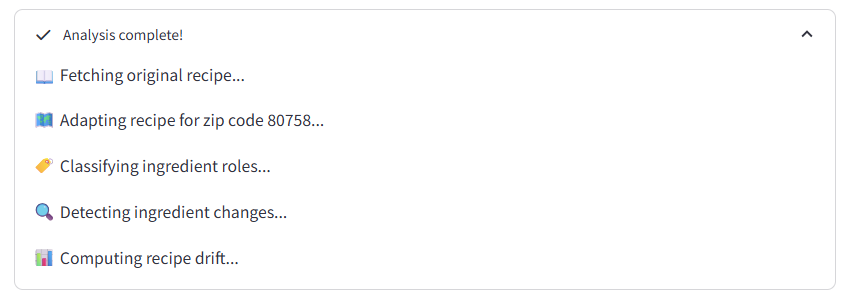 Analysis complete!
Fetching original recipe...
Adapting recipe for zip code 80758...
Classifying ingredient roles...
Detecting ingredient changes...
Computing recipe drift...